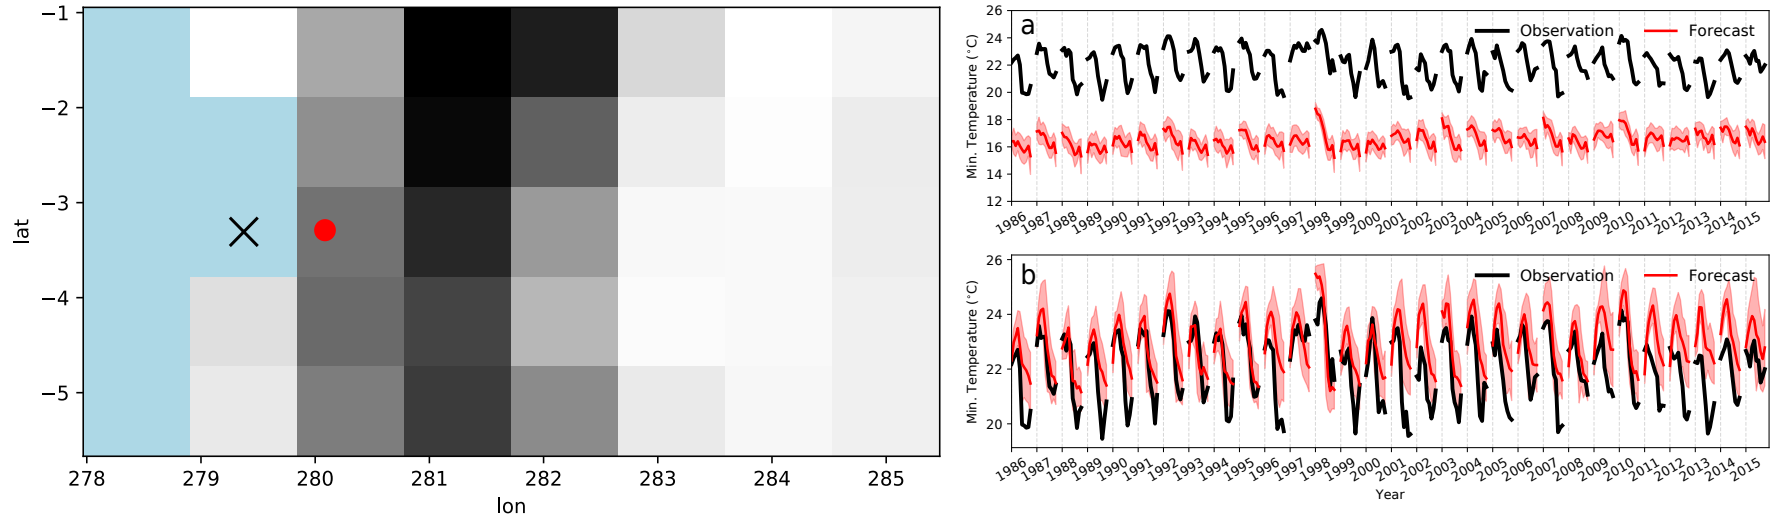 −1
−2
−3
−4
−5
lat
278 279 280 281 282 283 284 285
lon
a
Observation Forecast
26
24
22
20
18
16
14
12
Min. Temperature (°C)
1986 1987 1988 1989 1990 1991 1992 1993 1994 1995 1996 1997 1998 1999 2000 2001 2002 2003 2004 2005 2006 2007 2008 2009 2010 2011 2012 2013 2014 2015
b
Observation Forecast
26
24
22
20
Min. Temperature (°C)
1986 1987 1988 1989 1990 1991 1992 1993 1994 1995 1996 1997 1998 1999 2000 2001 2002 2003 2004 2005 2006 2007 2008 2009 2010 2011 2012 2013 2014 2015
Year